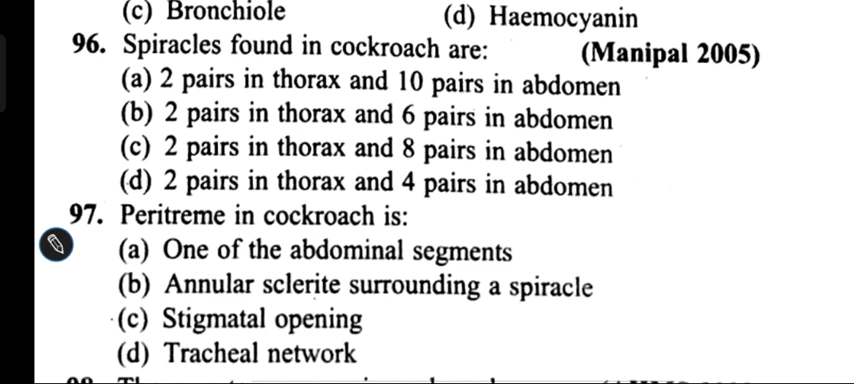 (c) Bronchiole (d) Haemocyanin
96. Spiracles found in cockroach are: (Manipal 2005)
(a) 2 pairs in thorax and 10 pairs in abdomen
(b) 2 pairs in thorax and 6 pairs in abdomen
(c) 2 pairs in thorax and 8 pairs in abdomen
(d) 2 pairs in thorax and 4 pairs in abdomen
97. Peritreme in cockroach is:
(a) One of the abdominal segments
(b) Annular sclerite surrounding a spiracle
(c) Stigmatal opening
(d) Tracheal network